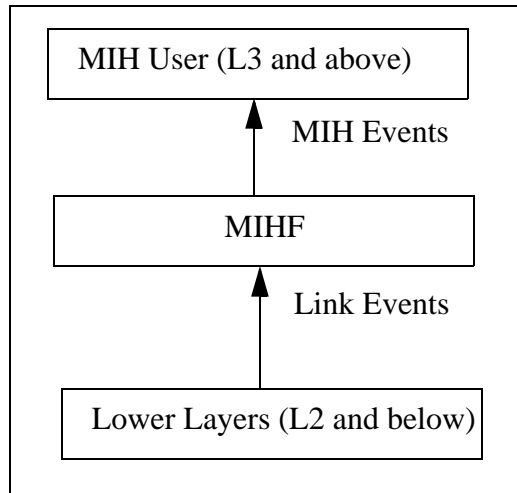 MIH User (L3 and above)
MIH Events
MIHF
Link Events
Lower Layers (L2 and below)